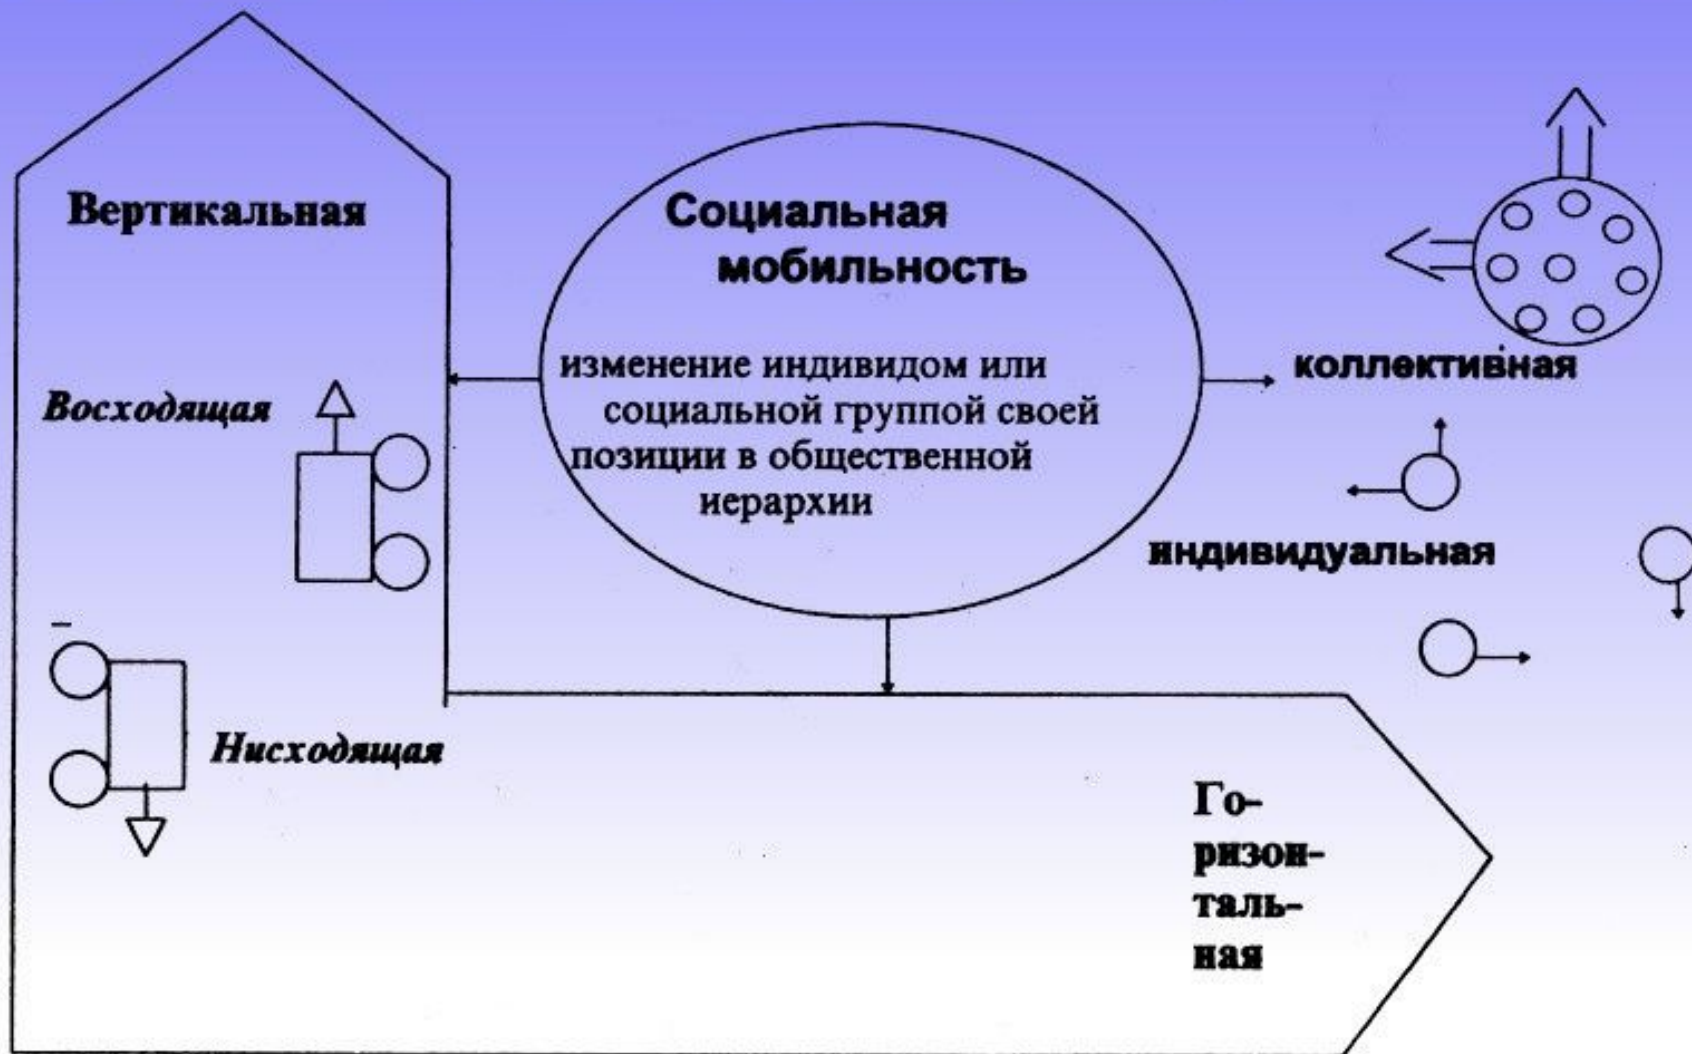 Вертикальная
Восходящая
Нисходящая
Социальная
мобильность
изменение индивидом или
социальной группой своей
позиции в общественной
иерархии
коллективная
индивидуальная
Го-
ризон-
таль-
ная